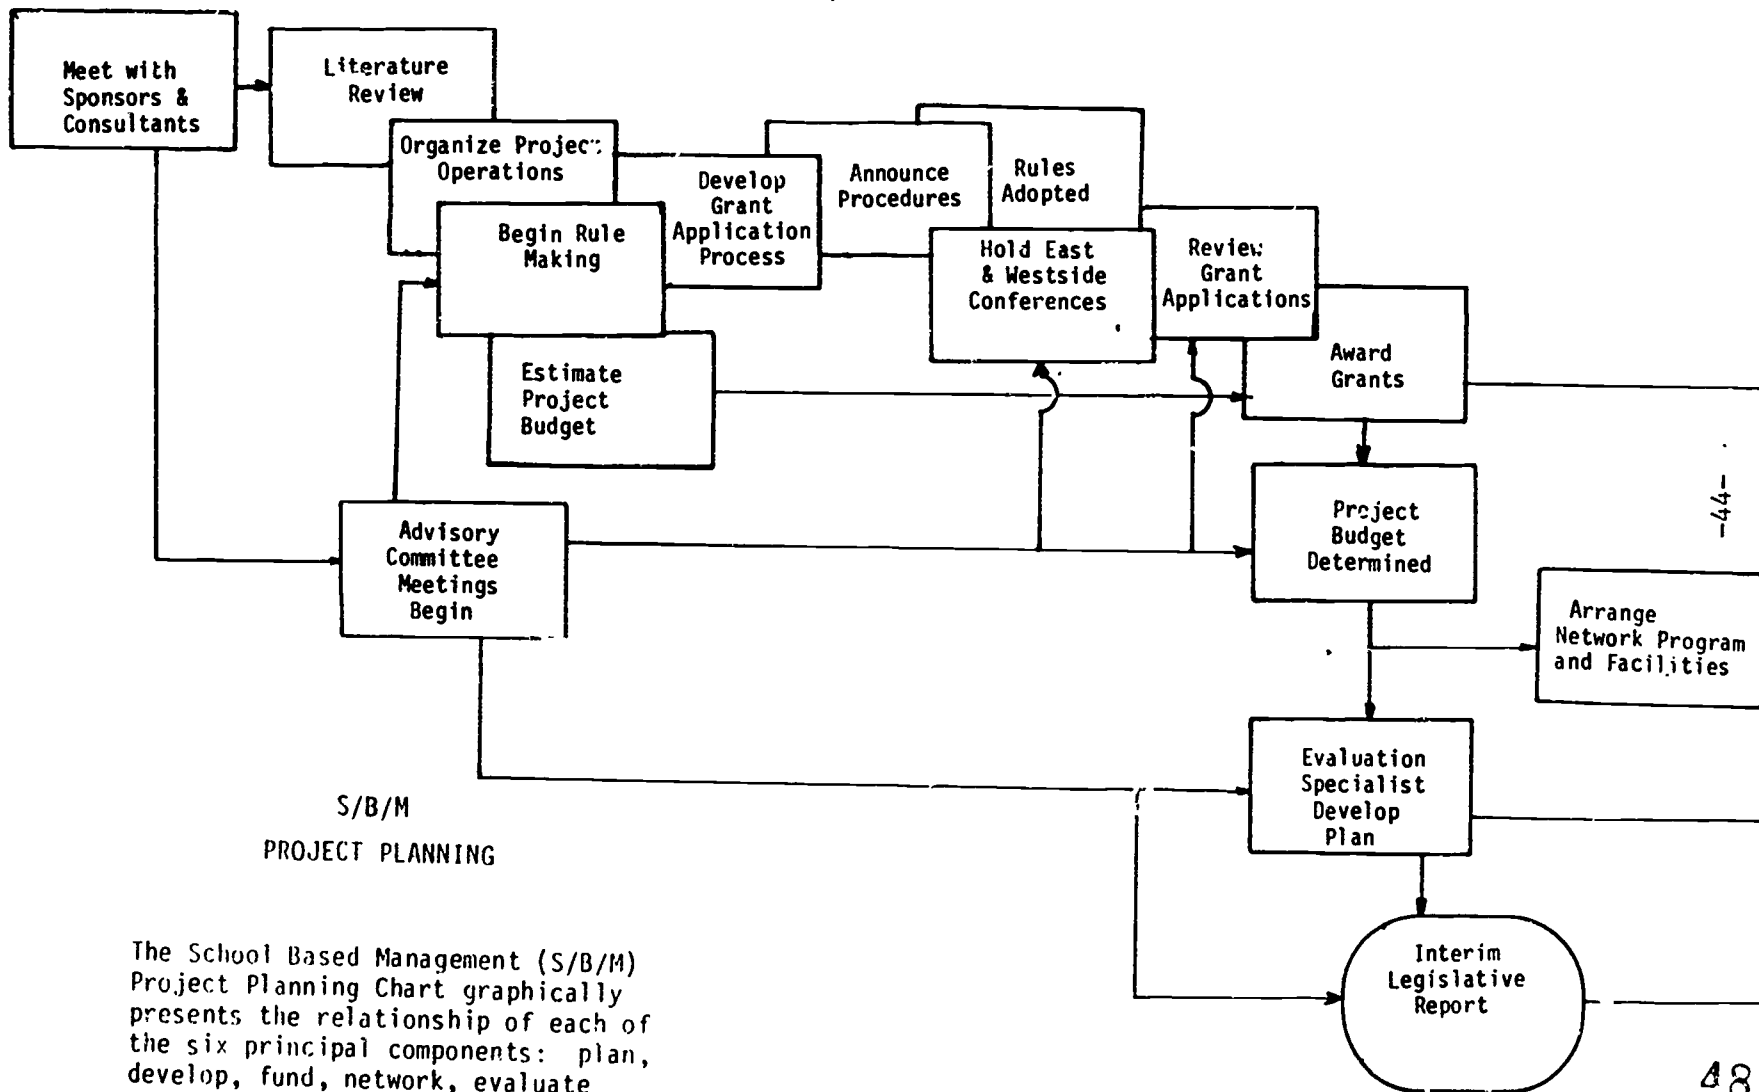 Meet with
Sponsors &
Consultants
Literature
Review
Organize Project
Operations
Begin Rule
Making
Develop
Grant
Application
Process
Announce
Procedures
Rules
Adopted
Hold East
& Westside
Conferences
Review
Grant
Applications
Award
Grants
Estimate
Project
Budget
Advisory
Committee
Meetings
Begin
Project
Budget
Determined
Arrange
Network Program
and Facilities
Evaluation
Specialist
Develop
Plan
Interim
Legislative
Report
-44-
S/B/M
PROJECT PLANNING
The School Based Management (S/B/M)
Project Planning Chart graphically
presents the relationship of each of
the six principal components: plan,
develop, fund, network, evaluate
48